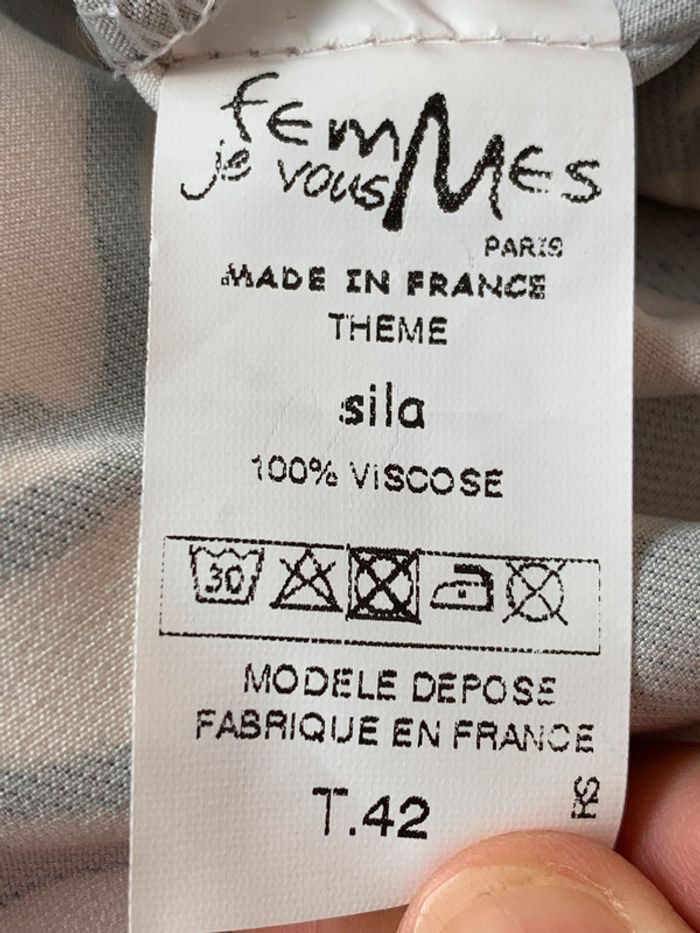 femmes
je vous
PARIS
MADE IN FRANCE
THEME
sila
100% VISCOSE
30
MODELE DEPOSE
FABRIQUE EN FRANCE
T.42